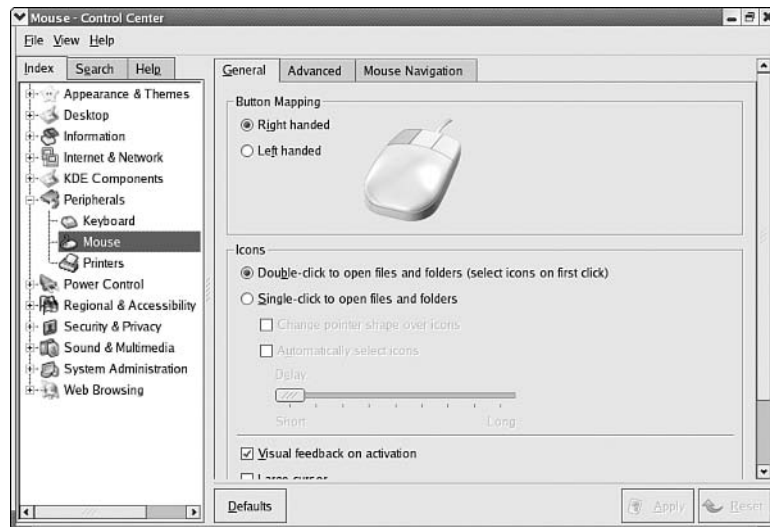 Mouse - Control Center
File View Help
Index Search Help
Appearance & Themes
Desktop
Information
Internet & Network
KDE Components
Peripherals
Keyboard
Mouse
Printers
Power Control
Regional & Accessibility
Security & Privacy
Sound & Multimedia
System Administration
Web Browsing
General Advanced Mouse Navigation
Button Mapping
Right handed
Left handed
Icons
Double-click to open files and folders (select icons on first click)
Single-click to open files and folders
Change pointer shape over icons
Automatically select icons
Delay
Short Long
Visual feedback on activation
Large cursor
Defaults Apply Reset